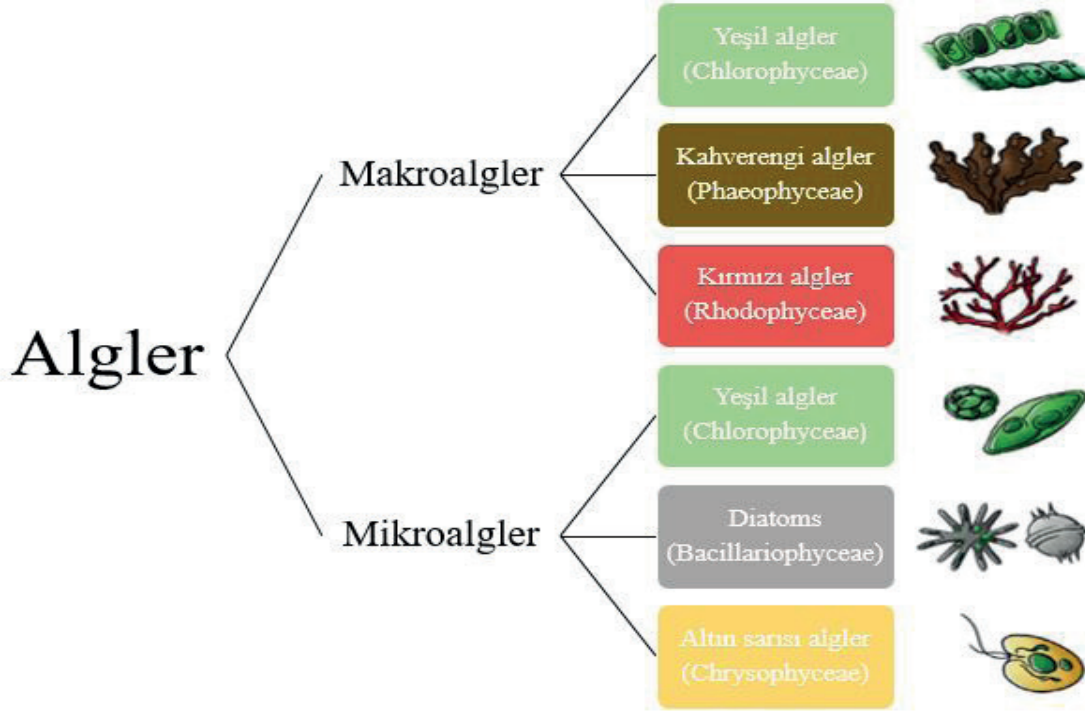 Algler
Makroalgler
Yeşil algler
(Chlorophyceae)
Kahverengi algler
(Phaeophyceae)
Kırmızı algler
(Rhodophyceae)
Mikroalgler
Yeşil algler
(Chlorophyceae)
Diatoms
(Bacillariophyceae)
Altın sarısı algler
(Chrysophyceae)